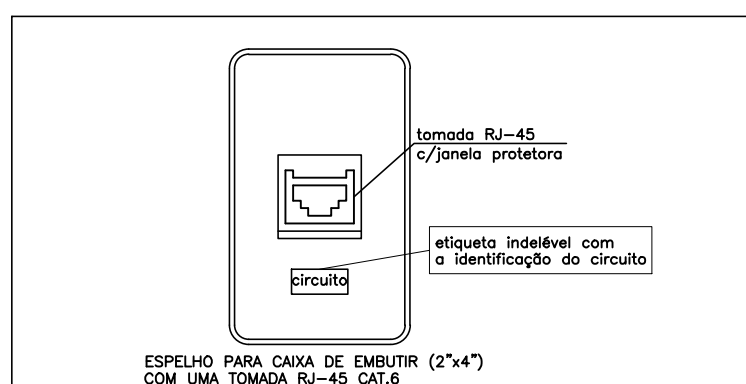 tomada RJ-45
c/janela protetora
etiqueta indelével com
a identificação do circuito
circuito
ESPELHO PARA CAIXA DE EMBUTIR (2"x4")
COM UMA TOMADA RJ-45 CAT.6